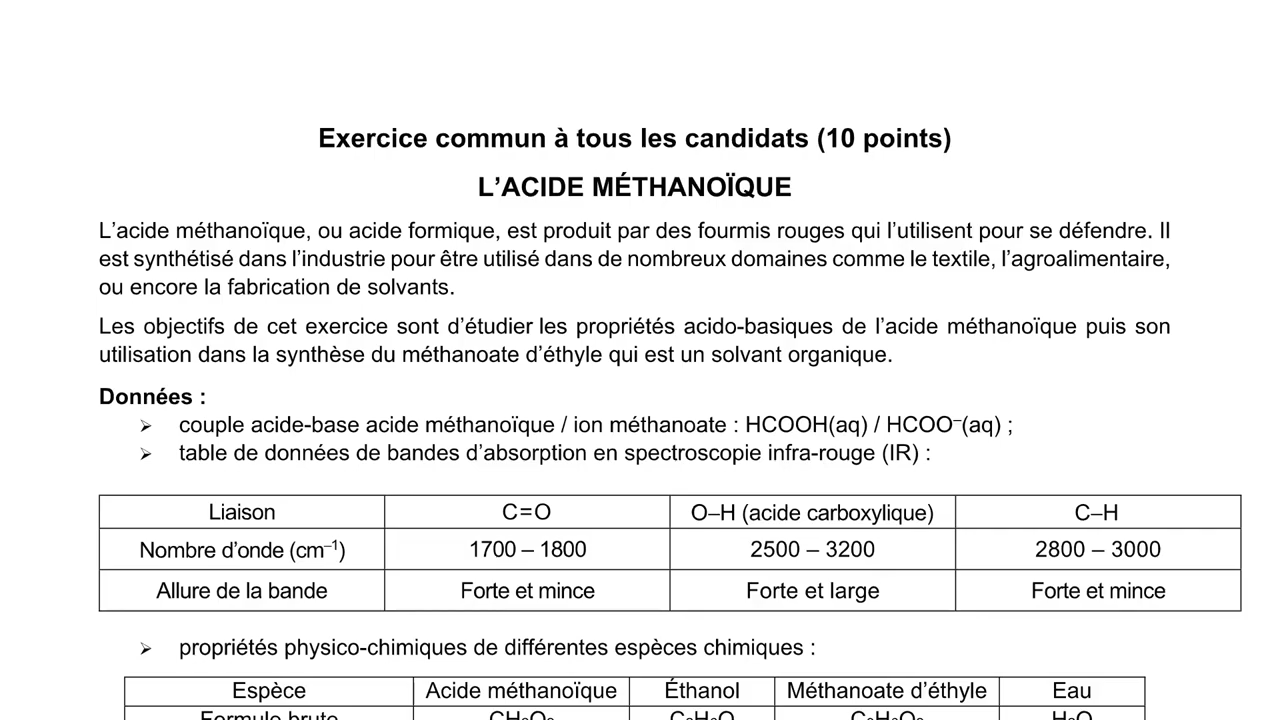 Exercice commun à tous les candidats (10 points)
L’ACIDE MÉTHANOÏQUE
L’acide méthanoïque, ou acide formique, est produit par des fourmis rouges qui l’utilisent pour se défendre. Il
est synthétisé dans l’industrie pour être utilisé dans de nombreux domaines comme le textile, l’agroalimentaire,
ou encore la fabrication de solvants.
Les objectifs de cet exercice sont d’étudier les propriétés acido-basiques de l’acide méthanoïque puis son
utilisation dans la synthèse du méthanoate d’éthyle qui est un solvant organique.
Données :
➢ couple acide-base acide méthanoïque / ion méthanoate : HCOOH(aq) / HCOO⁻(aq) ;
➢ table de données de bandes d’absorption en spectroscopie infra-rouge (IR) :
Liaison C=O O–H (acide carboxylique) C–H
Nombre d’onde (cm⁻¹) 1700 – 1800 2500 – 3200 2800 – 3000
Allure de la bande Forte et mince Forte et large Forte et mince
➢ propriétés physico-chimiques de différentes espèces chimiques :
Espèce Acide méthanoïque Éthanol Méthanoate d’éthyle Eau
Formule brute CH₂O₂ C₂H₆O C₃H₆O₂ H₂O